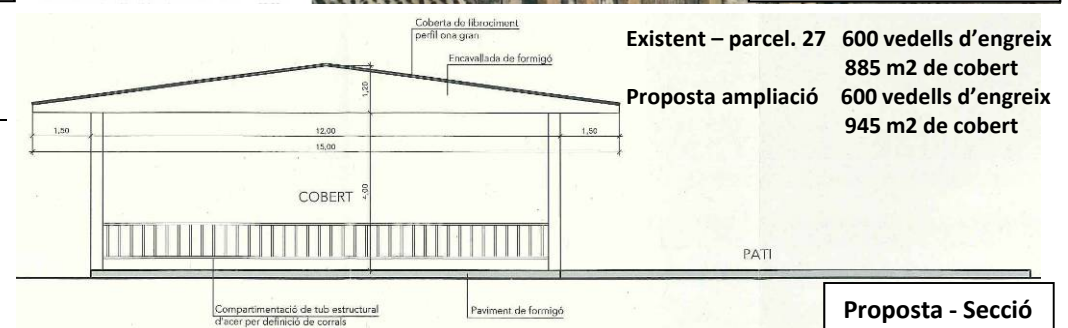 Coberta de fibrociment
perfil ona gran
Encavallada de formigó
Existent – parcel. 27 600 vedells d'engreix
885 m2 de cobert
Proposta ampliació 600 vedells d'engreix
945 m2 de cobert
1,20
1,50
12,00
1,50
15,00
COBERT
PATI
Compartimentació de tub estructural
d'acer per definició de corrals
Paviment de formigó
Proposta - Secció